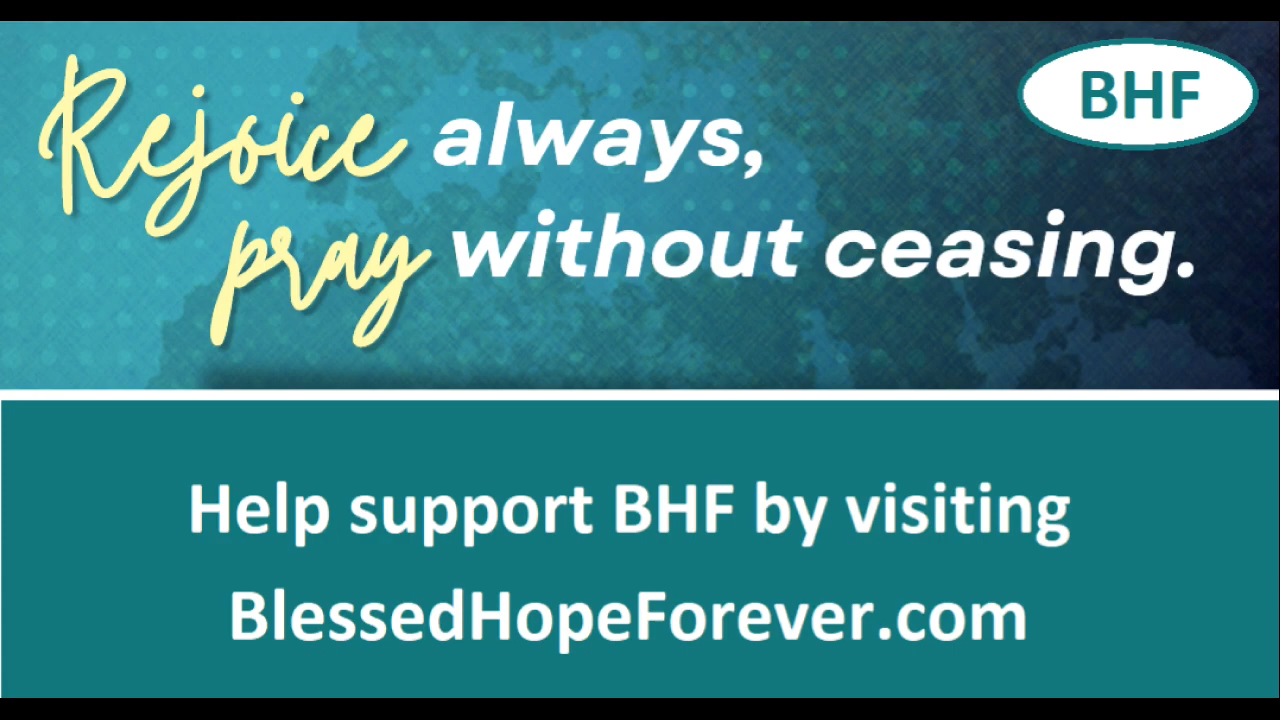 BHF
Rejoice always,
pray without ceasing.
Help support BHF by visiting
BlessedHopeForever.com